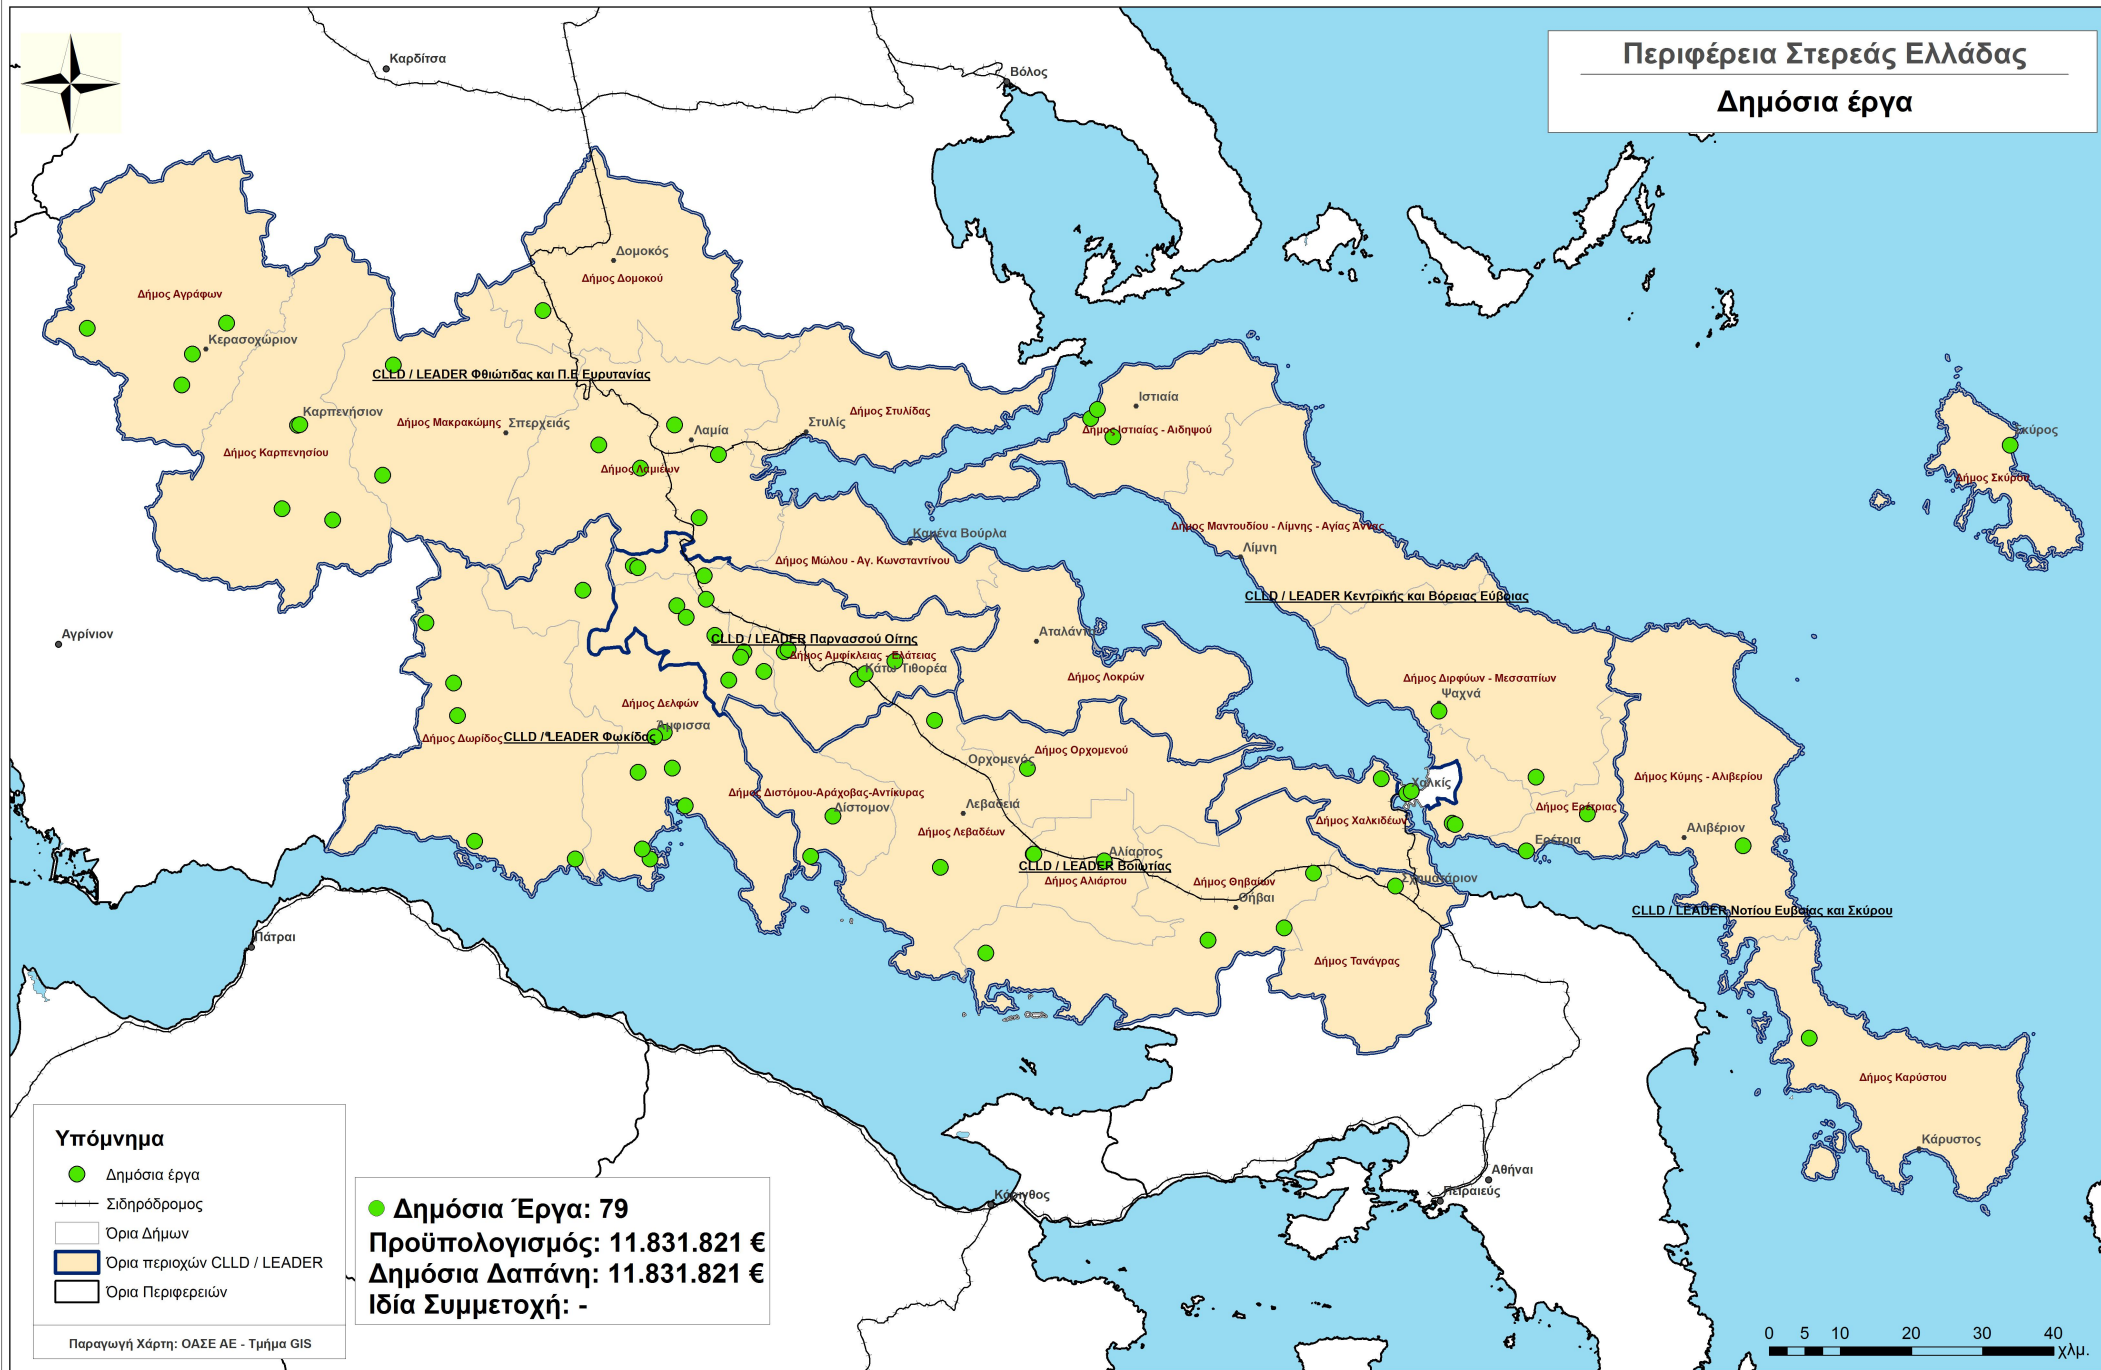 Περιφέρεια Στερεάς Ελλάδας
Δημόσια έργα
Καρδίτσα
Βόλος
Δομοκός
Δήμος Δομοκού
Δήμος Αγράφων
Κερασοχώριον
CLLD / LEADER Φθιώτιδας και Π.Ε Ευρυτανίας
Καρπενήσιον
Δήμος Μακρακώμης
Σπερχειάς
Δήμος Καρπενησίου
Λαμία
Στυλίς
Δήμος Στυλίδας
Δήμος Λαμιέων
Ιστιαία
Δήμος Ιστιαίας - Αιδηψού
Σκύρος
Δήμος Σκύρου
Καμένα Βούρλα
Δήμος Μώλου - Αγ. Κωνσταντίνου
Δήμος Μαντουδίου - Λίμνης - Αγίας Άννας
Λίμνη
CLLD / LEADER Κεντρικής και Βόρειας Εύβοιας
Αγρίνιον
Αταλάντη
CLLD / LEADER Παρνασσού Οίτης
Δήμος Αμφίκλειας - Ελάτειας
Κάτω Τιθορέα
Δήμος Λοκρών
Δήμος Διρφύων - Μεσσαπίων
Ψαχνά
Δήμος Δελφών
Άμφισσα
Δήμος Δωρίδος
CLLD / LEADER Φωκίδας
Δήμος Ορχομενού
Ορχομενός
Δήμος Κύμης - Αλιβερίου
Χαλκίς
Δήμος Διστόμου-Αράχοβας-Αντίκυρας
Δίστομον
Λεβαδειά
Δήμος Λεβαδέων
Δήμος Χαλκιδέων
Δήμος Ερέτριας
Ερέτρια
Αλιβέριον
Αλίαρτος
CLLD / LEADER Βοιωτίας
Δήμος Αλιάρτου
Δήμος Θηβαίων
Θήβαι
Σχηματάριον
CLLD / LEADER Νοτίου Ευβοίας και Σκύρου
Πάτραι
Δήμος Τανάγρας
Δήμος Καρύστου
Κάρυστος
Αθήναι
Πειραιεύς
Κόρινθος
Υπόμνημα
Δημόσια έργα
Σιδηρόδρομος
Όρια Δήμων
Όρια περιοχών CLLD / LEADER
Όρια Περιφερειών
Παραγωγή Χάρτη: ΟΑΣΕ ΑΕ - Τμήμα GIS
Δημόσια Έργα: 79
Προϋπολογισμός: 11.831.821 €
Δημόσια Δαπάνη: 11.831.821 €
Ιδία Συμμετοχή: -
0 5 10 20 30 40
χλμ.